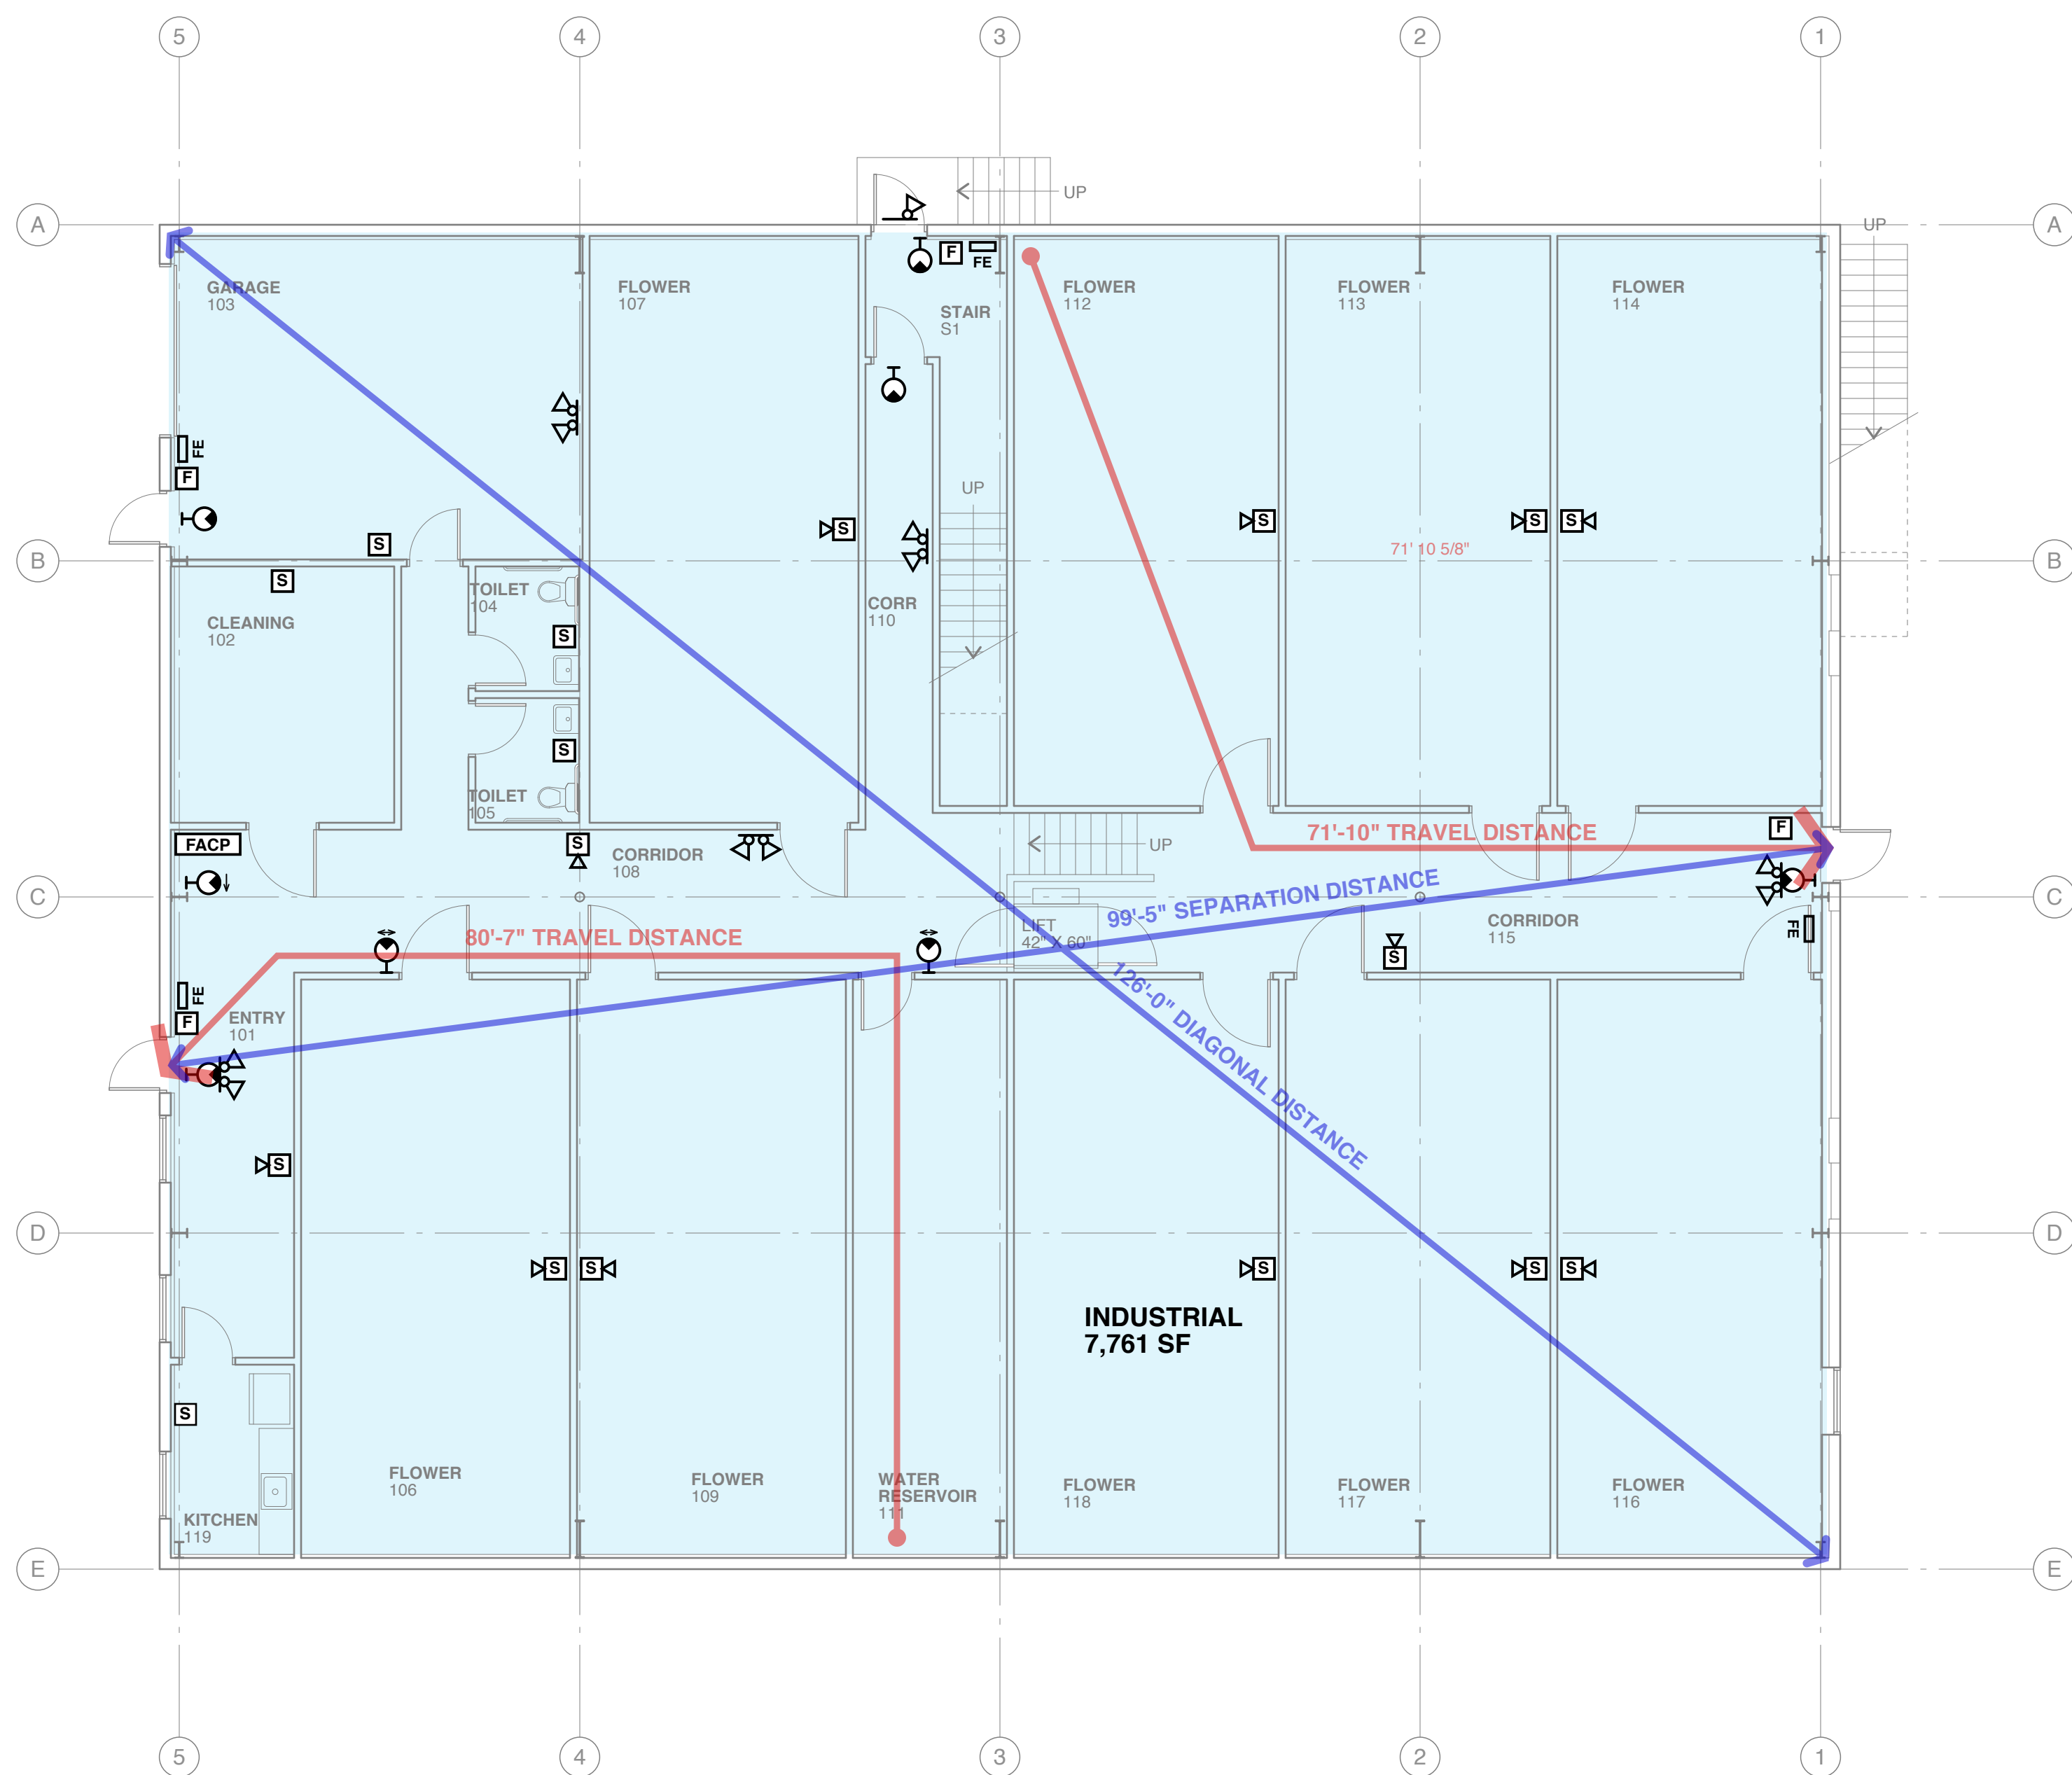 5
4
3
2
1
UP
A
A
UP
F
FE
GARAGE
103
FLOWER
107
STAIR
S1
FLOWER
112
FLOWER
113
FLOWER
114
FE
F
UP
S
S
S
S
S
71' 10 5/8"
S
B
B
S
TOILET
104
CLEANING
102
CORR
110
S
S
TOILET
105
FACP
S
CORRIDOR
108
UP
71'-10" TRAVEL DISTANCE
F
C
C
99'-5" SEPARATION DISTANCE
LIFT
42" X 60"
CORRIDOR
115
FE
80'-7" TRAVEL DISTANCE
S
FE
F
ENTRY
101
126'-0" DIAGONAL DISTANCE
S
D
D
S
S
S
S
S
INDUSTRIAL
7,761 SF
S
FLOWER
106
FLOWER
109
WATER
RESERVOIR
111
FLOWER
118
FLOWER
117
FLOWER
116
KITCHEN
119
E
E
5
4
3
2
1